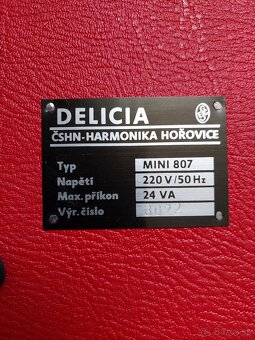 DELICIA
ČSHN-HARMONIKA HOŘOVICE
Typ MINI 807
Napětí 220 V/50 Hz
Max. příkon 24 VA
Výr. číslo